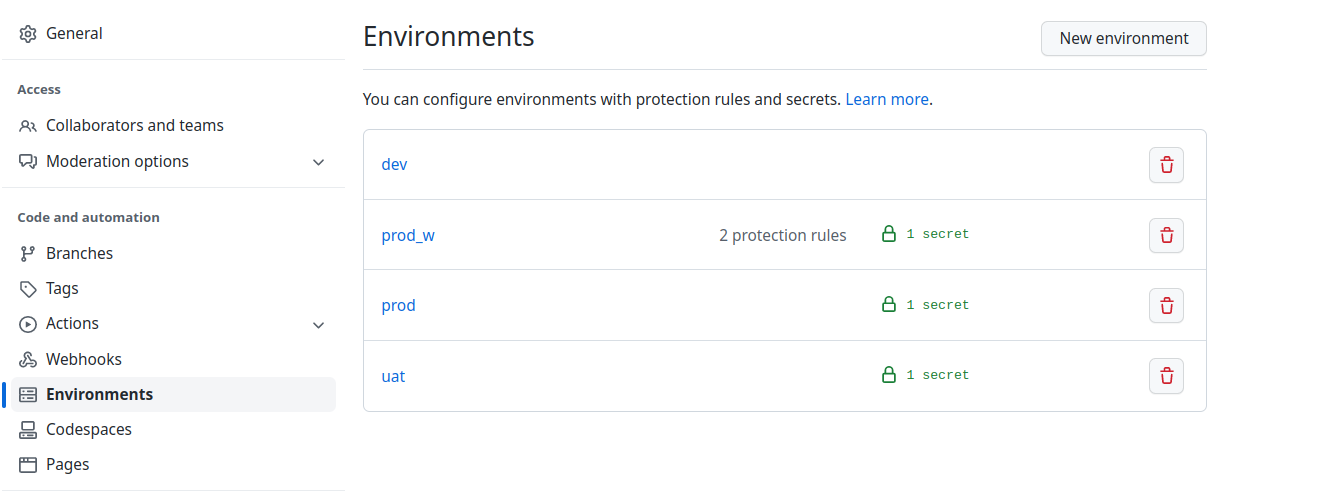 General
Access
Collaborators and teams
Moderation options
Code and automation
Branches
Tags
Actions
Webhooks
Environments
Codespaces
Pages
Environments
New environment
You can configure environments with protection rules and secrets. Learn more.
dev
prod_w 2 protection rules 1 secret
prod 1 secret
uat 1 secret